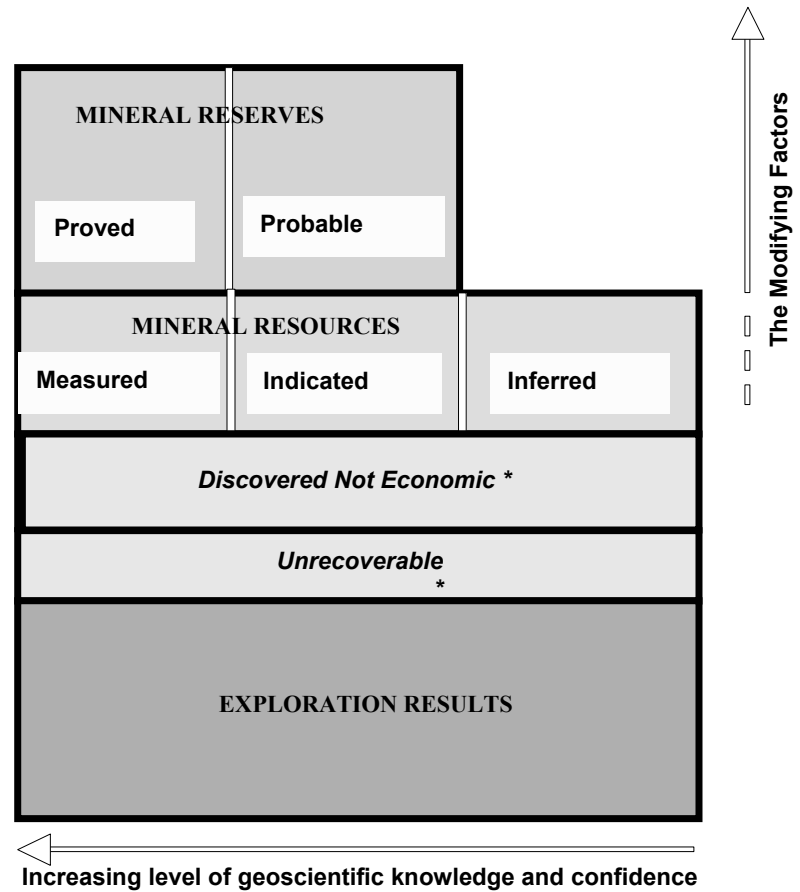 MINERAL RESERVES
Proved
Probable
The Modifying Factors
MINERAL RESOURCES
Measured
Indicated
Inferred
Discovered Not Economic *
Unrecoverable
*
EXPLORATION RESULTS
Increasing level of geoscientific knowledge and confidence